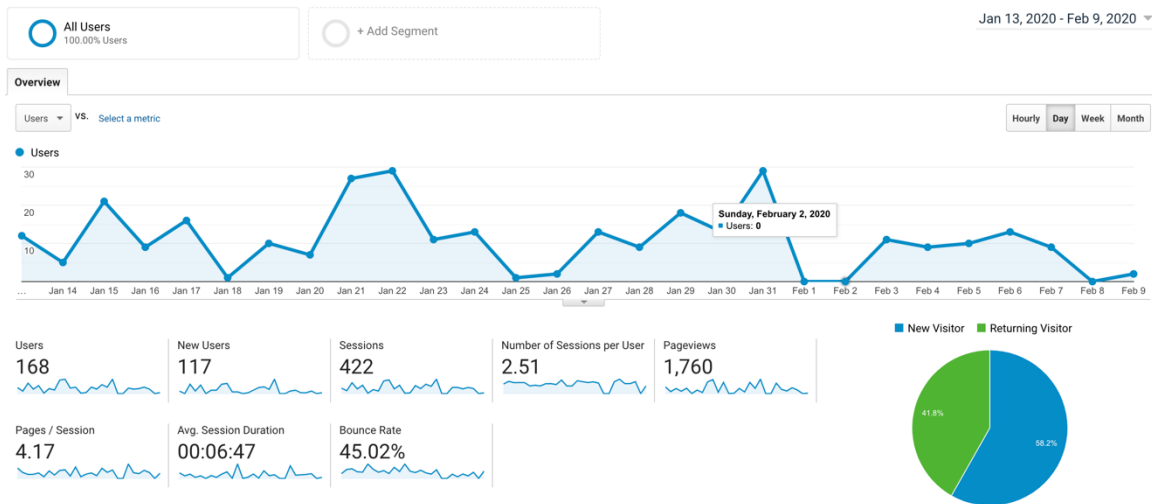 All Users
100.00% Users
+ Add Segment
Jan 13, 2020 - Feb 9, 2020
Overview
Users
VS.
Select a metric
Hourly
Day
Week
Month
Users
30
20
10
Sunday, February 2, 2020
Users: 0
... Jan 14 Jan 15 Jan 16 Jan 17 Jan 18 Jan 19 Jan 20 Jan 21 Jan 22 Jan 23 Jan 24 Jan 25 Jan 26 Jan 27 Jan 28 Jan 29 Jan 30 Jan 31 Feb 1 Feb 2 Feb 3 Feb 4 Feb 5 Feb 6 Feb 7 Feb 8 Feb 9
New Visitor
Returning Visitor
Users
168
New Users
117
Sessions
422
Number of Sessions per User
2.51
Pageviews
1,760
Pages / Session
4.17
Avg. Session Duration
00:06:47
Bounce Rate
45.02%
41.8%
58.2%